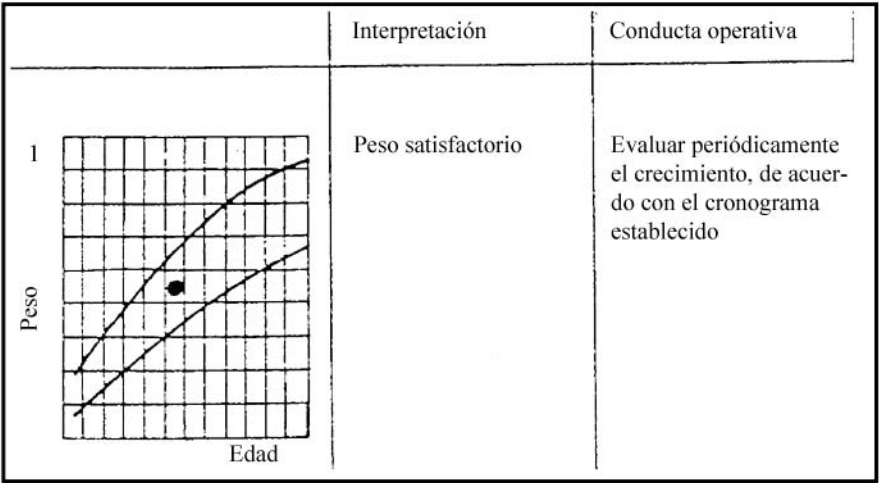 Interpretación
Conducta operativa
1
Peso satisfactorio
Evaluar periódicamente
el crecimiento, de acuer-
do con el cronograma
establecido
Peso
Edad